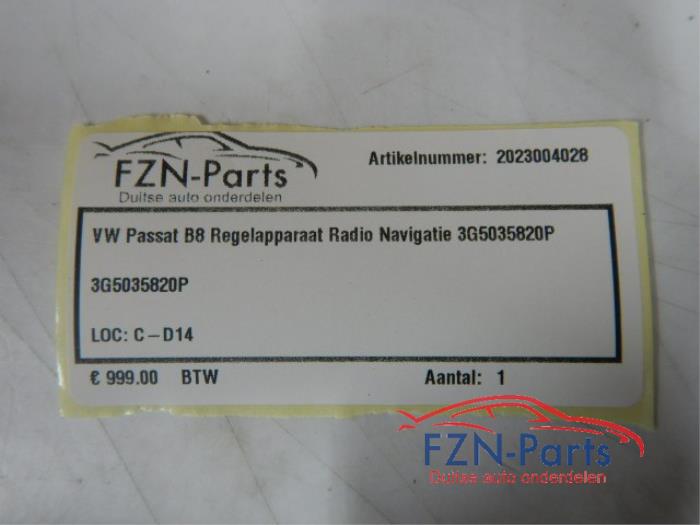 FZN-Parts
Duitse auto onderdelen
Artikelnummer: 2023004028
VW Passat B8 Regelapparaat Radio Navigatie 3G5035820P
3G5035820P
LOC: C-D14
€ 999.00 BTW Aantal: 1
FZN-Parts
Duitse auto onderdelen